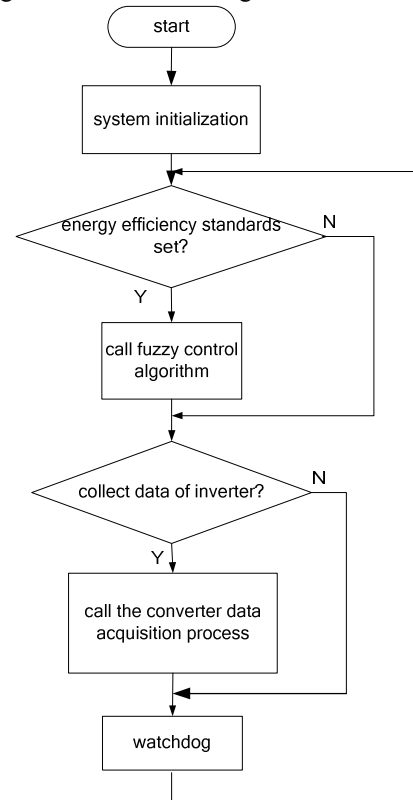 start
system initialization
energy efficiency standards
set?
N
Y
call fuzzy control
algorithm
collect data of inverter?
N
Y
call the converter data
acquisition process
watchdog